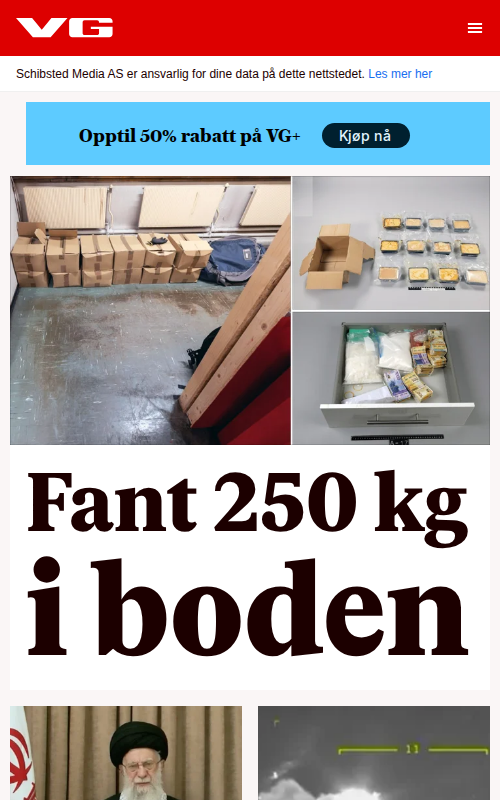 VG
Schibsted Media AS er ansvarlig for dine data på dette nettstedet. Les mer her
Opptil 50% rabatt på VG+ Kjøp nå
Fant 250 kg
i boden
11